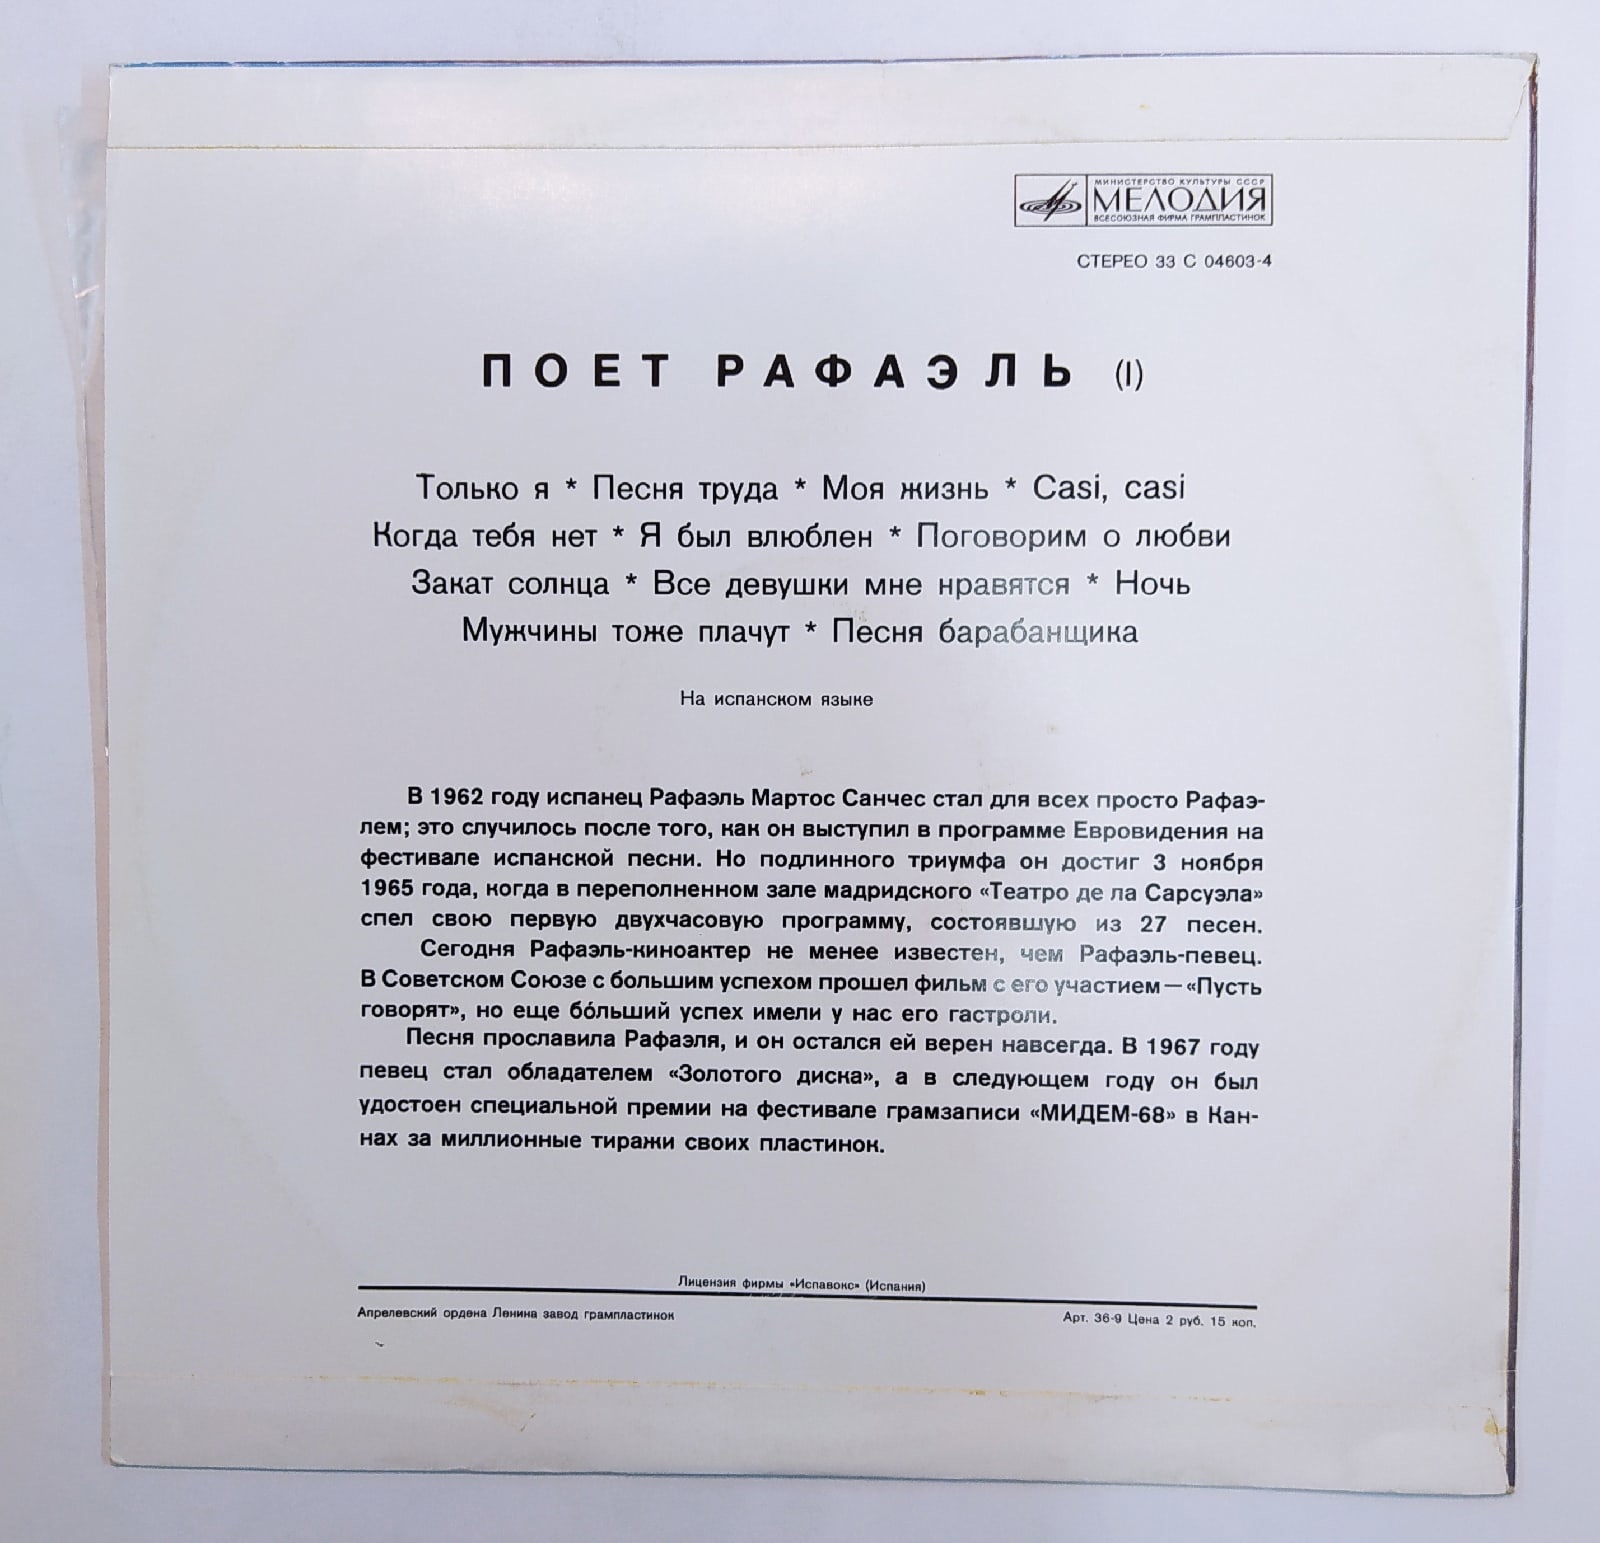 МИНИСТЕРСТВО КУЛЬТУРЫ СССР
МЕЛОДИЯ
ВСЕСОЮЗНАЯ ФИРМА ГРАМПЛАСТИНОК
СТЕРЕО 33 С 04603-4
ПОЕТ РАФАЭЛЬ (I)
Только я * Песня труда * Моя жизнь * Casi, casi
Когда тебя нет * Я был влюблен * Поговорим о любви
Закат солнца * Все девушки мне нравятся * Ночь
Мужчины тоже плачут * Песня барабанщика
На испанском языке
В 1962 году испанец Рафаэль Мартос Санчес стал для всех просто Рафаэ-
лем; это случилось после того, как он выступил в программе Евровидения на
фестивале испанской песни. Но подлинного триумфа он достиг 3 ноября
1965 года, когда в переполненном зале мадридского «Театро де ла Сарсуэла»
спел свою первую двухчасовую программу, состоявшую из 27 песен.
Сегодня Рафаэль-киноактер не менее известен, чем Рафаэль-певец.
В Советском Союзе с большим успехом прошел фильм с его участием — «Пусть
говорят», но еще бо́льший успех имели у нас его гастроли.
Песня прославила Рафаэля, и он остался ей верен навсегда. В 1967 году
певец стал обладателем «Золотого диска», а в следующем году он был
удостоен специальной премии на фестивале грамзаписи «МИДЕМ-68» в Кан-
нах за миллионные тиражи своих пластинок.
Лицензия фирмы «Испавокс» (Испания)
Апрелевский ордена Ленина завод грампластинок
Арт. 36-9 Цена 2 руб. 15 коп.